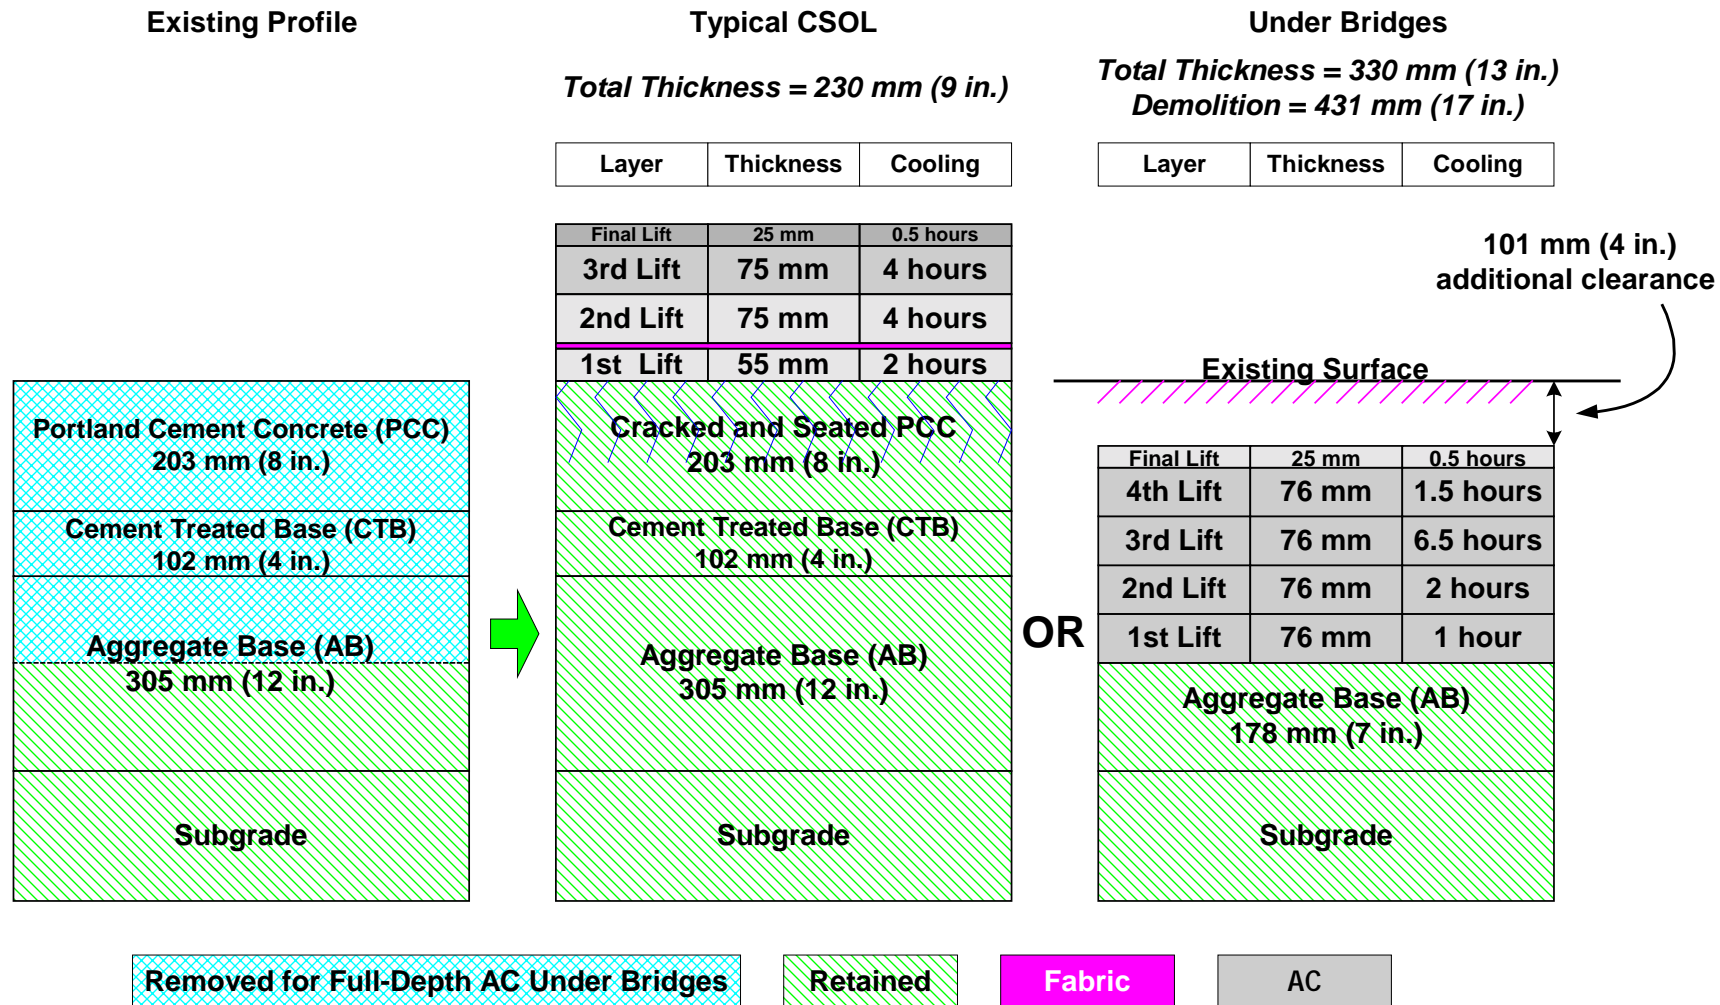 Existing Profile
Typical CSOL
Under Bridges
Total Thickness = 230 mm (9 in.)
Total Thickness = 330 mm (13 in.)
Demolition = 431 mm (17 in.)
Layer Thickness Cooling
Layer Thickness Cooling
Final Lift 25 mm 0.5 hours
3rd Lift 75 mm 4 hours
2nd Lift 75 mm 4 hours
1st Lift 55 mm 2 hours
101 mm (4 in.)
additional clearance
Existing Surface
Portland Cement Concrete (PCC)
203 mm (8 in.)
Cement Treated Base (CTB)
102 mm (4 in.)
Aggregate Base (AB)
305 mm (12 in.)
Subgrade
Cracked and Seated PCC
203 mm (8 in.)
Cement Treated Base (CTB)
102 mm (4 in.)
Aggregate Base (AB)
305 mm (12 in.)
Subgrade
OR
Final Lift 25 mm 0.5 hours
4th Lift 76 mm 1.5 hours
3rd Lift 76 mm 6.5 hours
2nd Lift 76 mm 2 hours
1st Lift 76 mm 1 hour
Aggregate Base (AB)
178 mm (7 in.)
Subgrade
Removed for Full-Depth AC Under Bridges
Retained
Fabric
AC